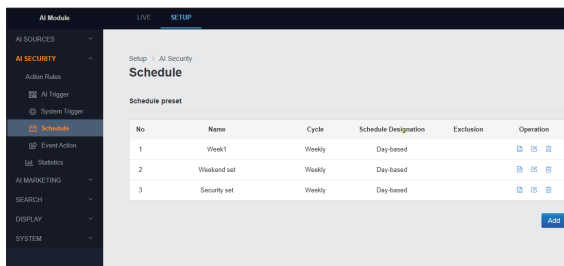 AI Module LIVE SETUP
AI SOURCES
AI SECURITY
Action Rules
AI Trigger
System Trigger
Schedule
Event Action
Statistics
AI MARKETING
SEARCH
DISPLAY
SYSTEM
Setup > AI Security
Schedule
Schedule preset
No Name Cycle Schedule Designation Exclusion Operation
1 Week1 Weekly Day-based
2 Weekend set Weekly Day-based
3 Security set Weekly Day-based
Add